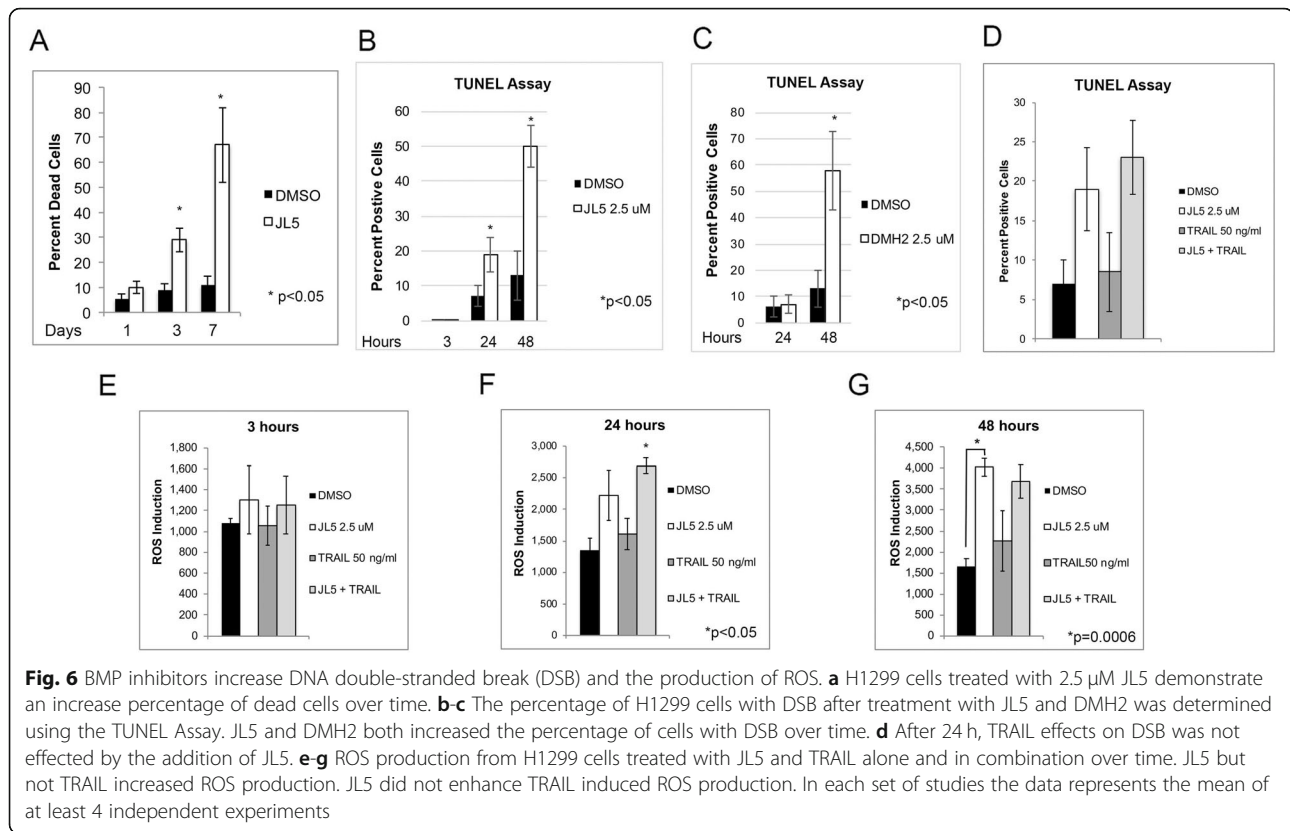 A
90
80
70
60
50
40
30
20
10
0
Percent Dead Cells
*
*
DMSO
JL5
* p<0.05
Days 1 3 7
B
TUNEL Assay
60
50
40
30
20
10
0
Percent Postive Cells
*
*
DMSO
JL5 2.5 uM
*p<0.05
Hours 3 24 48
C
TUNEL Assay
80
70
60
50
40
30
20
10
0
Percent Positive Cells
*
DMSO
DMH2 2.5 uM
*p<0.05
Hours 24 48
D
TUNEL Assay
30
25
20
15
10
5
0
Percent Positive Cells
DMSO
JL5 2.5 uM
TRAIL 50 ng/ml
JL5 + TRAIL
E
3 hours
1,800
1,600
1,400
1,200
1,000
800
600
400
200
0
ROS Induction
DMSO
JL5 2.5 uM
TRAIL 50 ng/ml
JL5 + TRAIL
F
24 hours
3,000
2,500
2,000
1,500
1,000
500
0
ROS Induction
*
DMSO
JL5 2.5 uM
TRAIL 50 ng/ml
JL5 + TRAIL
*p<0.05
G
48 hours
4,500
4,000
3,500
3,000
2,500
2,000
1,500
1,000
500
0
ROS Induction
*
DMSO
JL5 2.5 uM
TRAIL50 ng/ml
JL5 + TRAIL
*p=0.0006
Fig. 6 BMP inhibitors increase DNA double-stranded break (DSB) and the production of ROS. a H1299 cells treated with 2.5 μM JL5 demonstrate
an increase percentage of dead cells over time. b-c The percentage of H1299 cells with DSB after treatment with JL5 and DMH2 was determined
using the TUNEL Assay. JL5 and DMH2 both increased the percentage of cells with DSB over time. d After 24 h, TRAIL effects on DSB was not
effected by the addition of JL5. e-g ROS production from H1299 cells treated with JL5 and TRAIL alone and in combination over time. JL5 but
not TRAIL increased ROS production. JL5 did not enhance TRAIL induced ROS production. In each set of studies the data represents the mean of
at least 4 independent experiments